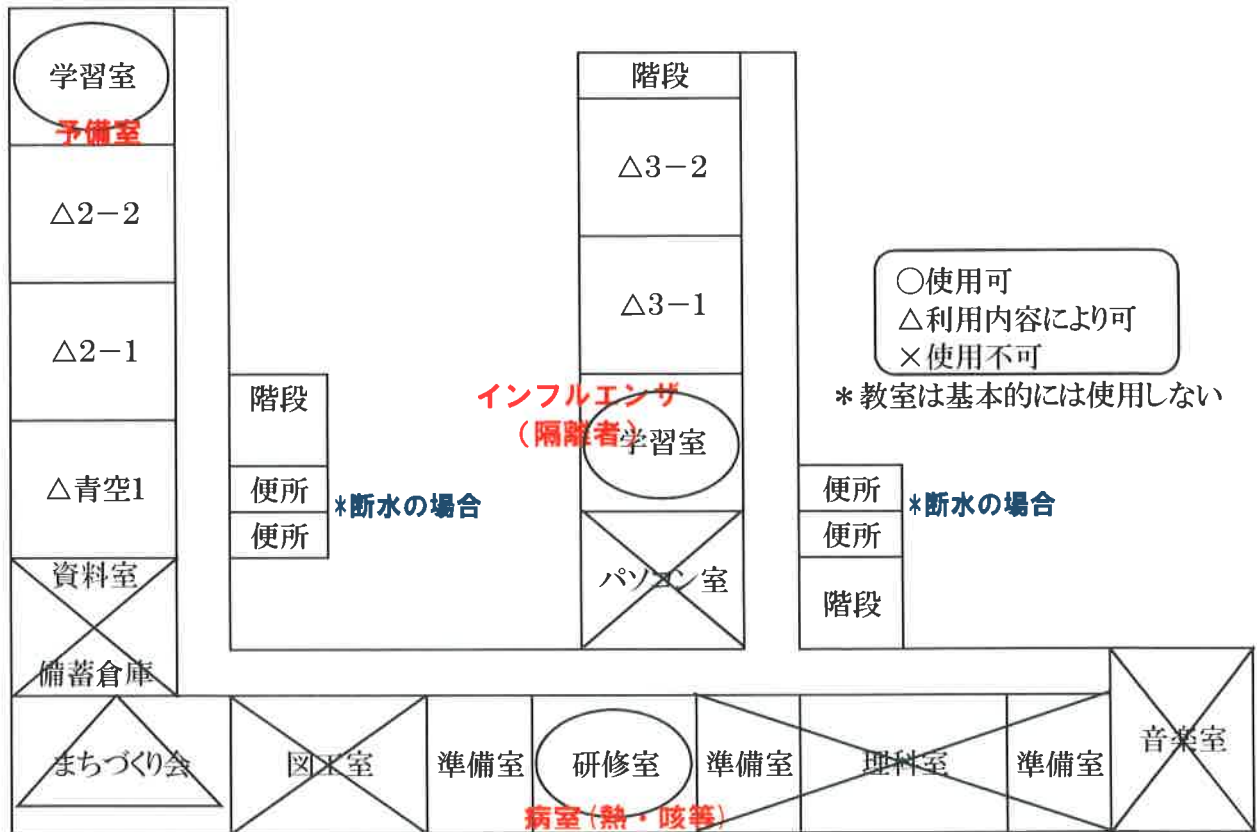 学習室
予備室
△2-2
△2-1
△青空1
資料室
備蓄倉庫
階段
便所
便所
*断水の場合
階段
△3-2
△3-1
インフルエンザ
(隔離者)
学習室
パソコン室
便所
便所
*断水の場合
階段
○使用可
△利用内容により可
×使用不可
*教室は基本的には使用しない
まちづくり会
図工室
準備室
研修室
病室(熱・咳等)
準備室
理科室
準備室
音楽室